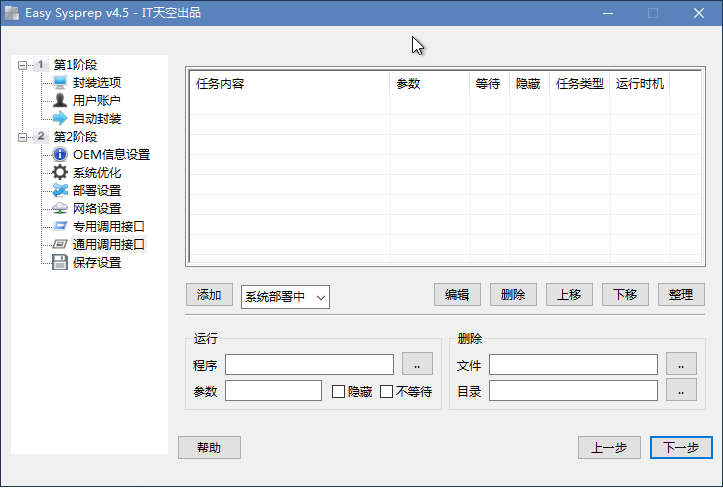 Easy Sysprep v4.5 - IT天空出品
1 第1阶段
封装选项
用户账户
自动封装
2 第2阶段
OEM信息设置
系统优化
部署设置
网络设置
专用调用接口
通用调用接口
保存设置
任务内容 参数 等待 隐藏 任务类型 运行时机
添加 系统部署中 编辑 删除 上移 下移 整理
运行
程序 ..
参数 隐藏 不等待
删除
文件 ..
目录 ..
帮助 上一步 下一步